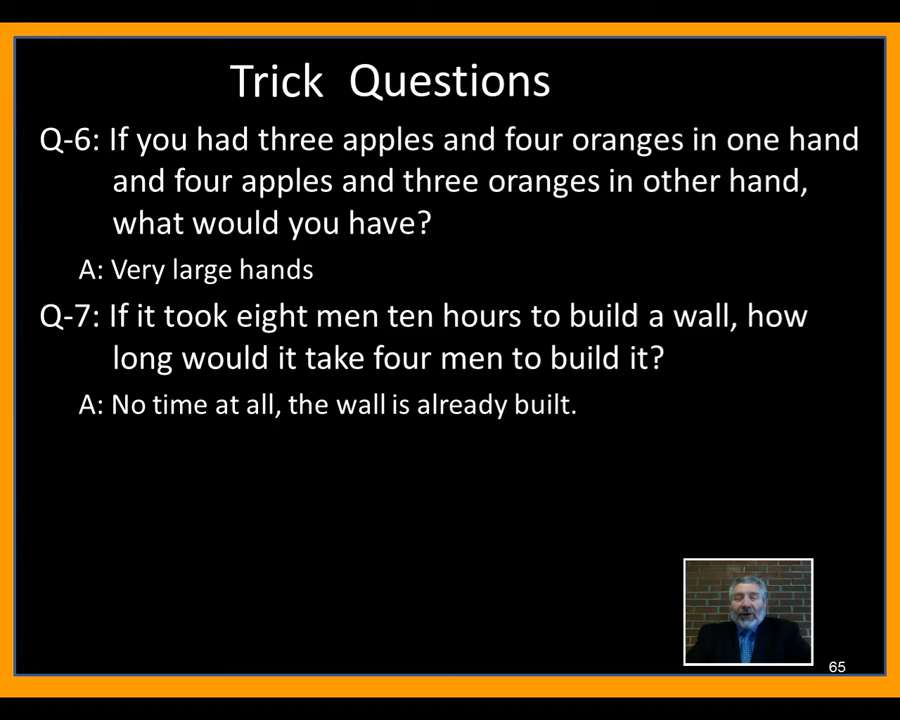 Trick Questions
Q-6: If you had three apples and four oranges in one hand
and four apples and three oranges in other hand,
what would you have?
A: Very large hands
Q-7: If it took eight men ten hours to build a wall, how
long would it take four men to build it?
A: No time at all, the wall is already built.
65